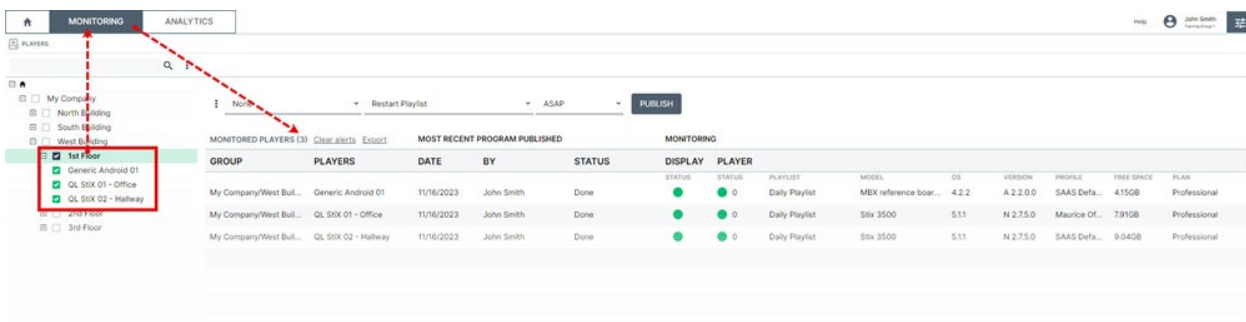 MONITORING ANALYTICS Help John Smith
Training Group 1
PLAYERS
My Company
North Building
South Building
West Building
1st Floor
Generic Android 01
QL StiX 01 - Office
QL StiX 02 - Hallway
2nd Floor
3rd Floor
None Restart Playlist ASAP PUBLISH
MONITORED PLAYERS (3) Clear alerts Export MOST RECENT PROGRAM PUBLISHED MONITORING
GROUP PLAYERS DATE BY STATUS DISPLAY PLAYER
STATUS STATUS PLAYLIST MODEL OS VERSION PROFILE FREE SPACE PLAN
My Company/West Buil... Generic Android 01 11/16/2023 John Smith Done 0 Daily Playlist MBX reference boar... 4.2.2 A 2.2.0.0 SAAS Defa... 4.15GB Professional
My Company/West Buil... QL StiX 01 - Office 11/16/2023 John Smith Done 0 Daily Playlist Stix 3500 5.1.1 N 2.7.5.0 Maurice Of... 7.91GB Professional
My Company/West Buil... QL StiX 02 - Hallway 11/16/2023 John Smith Done 0 Daily Playlist Stix 3500 5.1.1 N 2.7.5.0 SAAS Defa... 9.04GB Professional